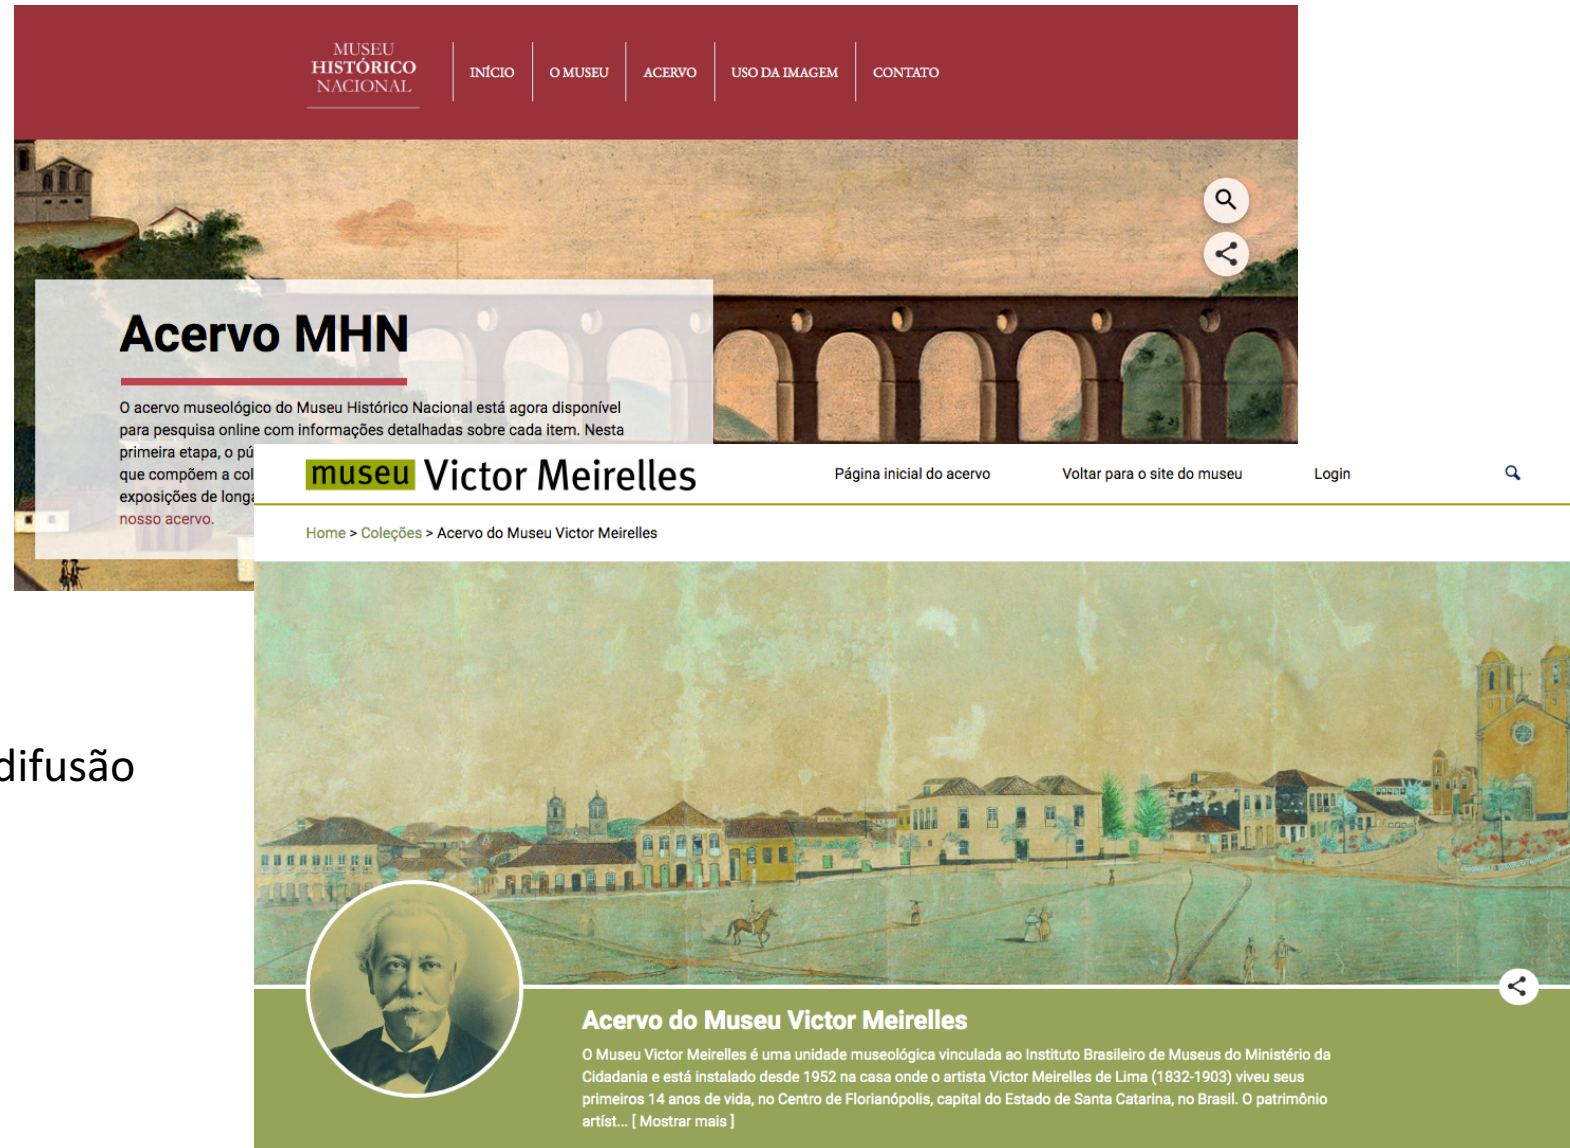 MUSEU
HISTÓRICO
NACIONAL
INÍCIO
O MUSEU
ACERVO
USO DA IMAGEM
CONTATO
Acervo MHN
O acervo museológico do Museu Histórico Nacional está agora disponível
para pesquisa online com informações detalhadas sobre cada item. Nesta
primeira etapa, o pú
que compõem a col
exposições de longa
nosso acervo.
museu Victor Meirelles
Página inicial do acervo
Voltar para o site do museu
Login
Home > Coleções > Acervo do Museu Victor Meirelles
difusão
Acervo do Museu Victor Meirelles
O Museu Victor Meirelles é uma unidade museológica vinculada ao Instituto Brasileiro de Museus do Ministério da
Cidadania e está instalado desde 1952 na casa onde o artista Victor Meirelles de Lima (1832-1903) viveu seus
primeiros 14 anos de vida, no Centro de Florianópolis, capital do Estado de Santa Catarina, no Brasil. O patrimônio
artíst... [ Mostrar mais ]